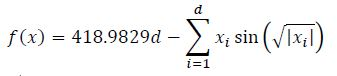 f(x) = 418.9829d − ∑_{i=1}^{d} x_i sin(√|x_i|)